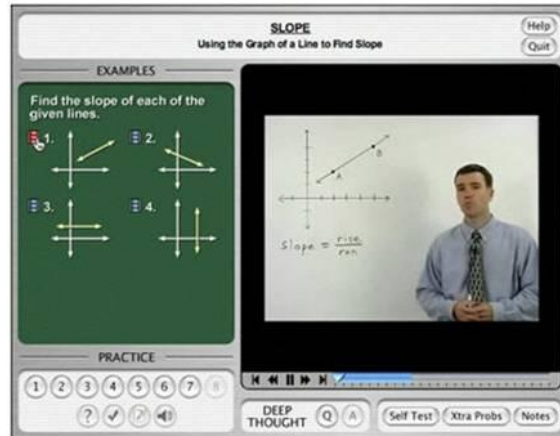 SLOPE
Using the Graph of a Line to Find Slope
Help
Quit
EXAMPLES
Find the slope of each of the
given lines.
1.
2.
3.
4.
A
B
slope = rise/run
PRACTICE
1 2 3 4 5 6 7 8
?
DEEP
THOUGHT
Q A
Self Test
Xtra Probs
Notes